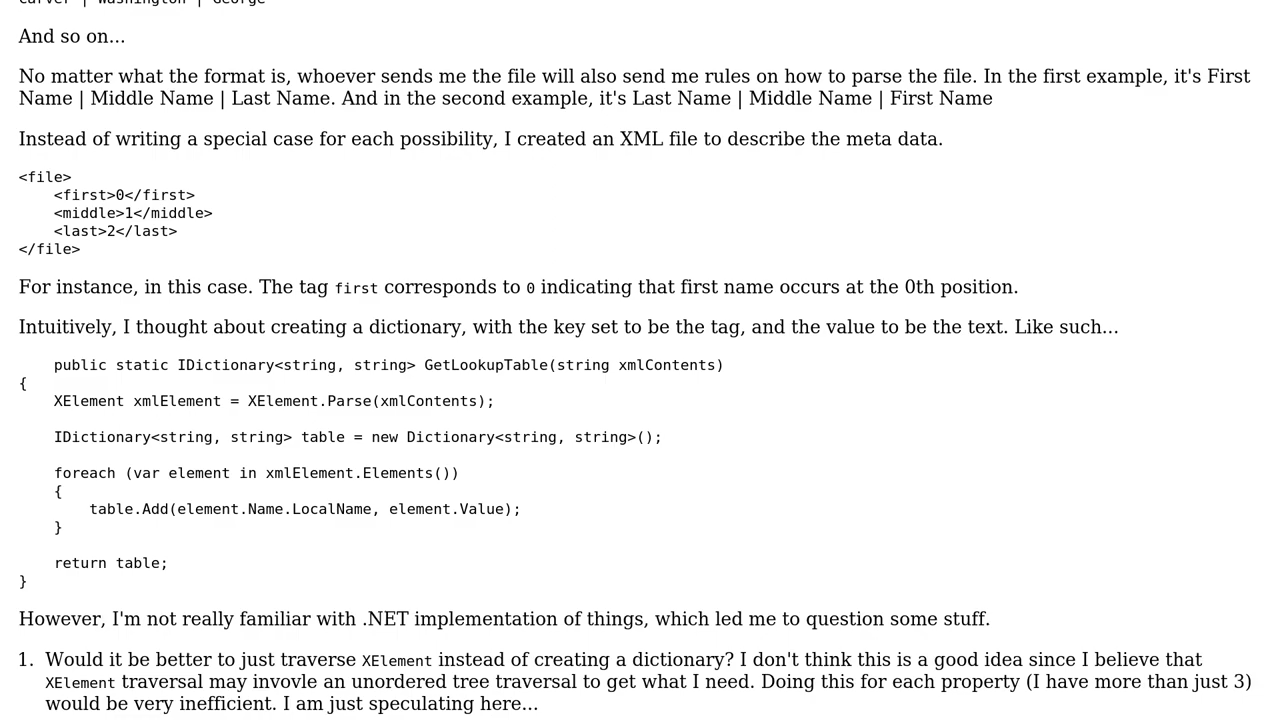 Carver | Washington | George
And so on...
No matter what the format is, whoever sends me the file will also send me rules on how to parse the file. In the first example, it's First
Name | Middle Name | Last Name. And in the second example, it's Last Name | Middle Name | First Name
Instead of writing a special case for each possibility, I created an XML file to describe the meta data.
<file>
    <first>0</first>
    <middle>1</middle>
    <last>2</last>
</file>
For instance, in this case. The tag first corresponds to 0 indicating that first name occurs at the 0th position.
Intuitively, I thought about creating a dictionary, with the key set to be the tag, and the value to be the text. Like such...
    public static IDictionary<string, string> GetLookupTable(string xmlContents)
{
    XElement xmlElement = XElement.Parse(xmlContents);
    IDictionary<string, string> table = new Dictionary<string, string>();
    foreach (var element in xmlElement.Elements())
    {
        table.Add(element.Name.LocalName, element.Value);
    }
    return table;
}
However, I'm not really familiar with .NET implementation of things, which led me to question some stuff.
1. Would it be better to just traverse XElement instead of creating a dictionary? I don't think this is a good idea since I believe that
XElement traversal may invovle an unordered tree traversal to get what I need. Doing this for each property (I have more than just 3)
would be very inefficient. I am just speculating here...